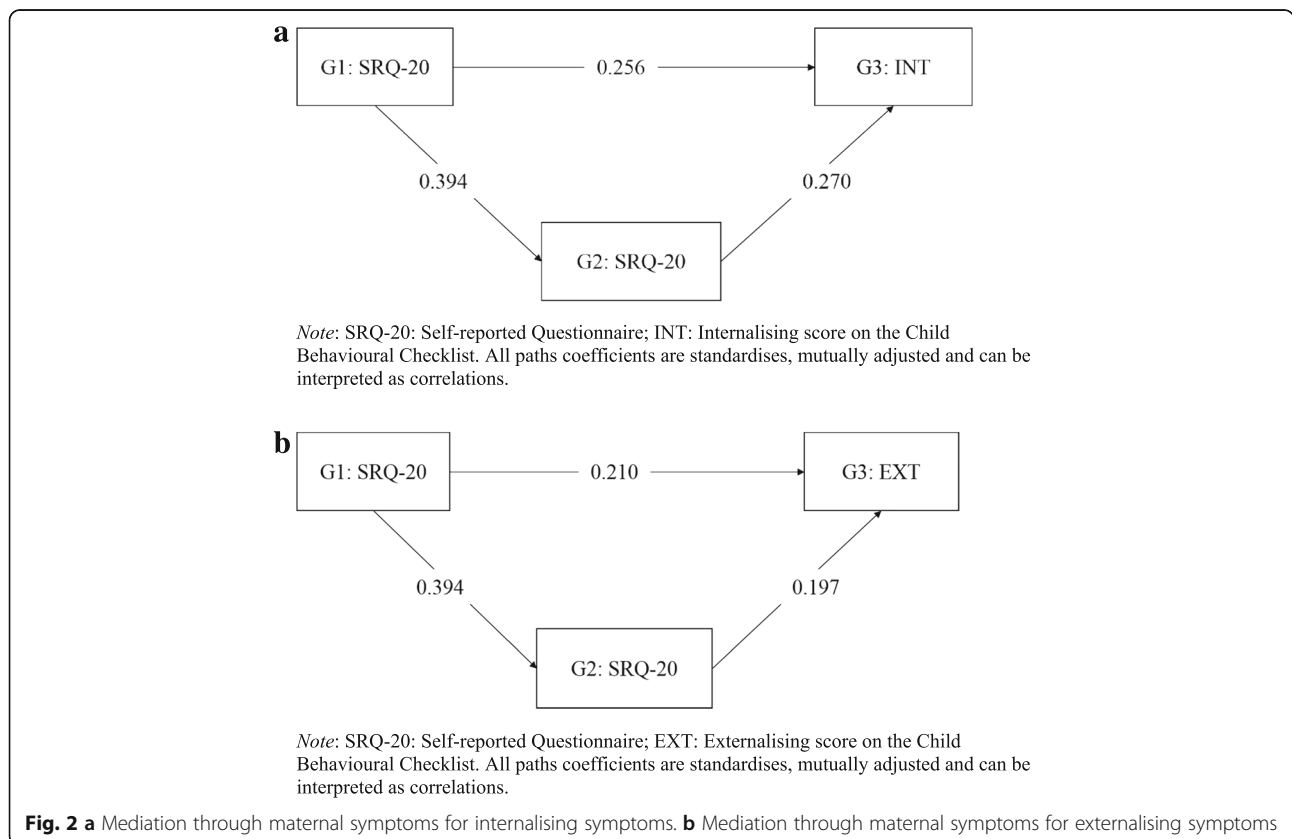 a
G1: SRQ-20
0.256
G3: INT
0.394
0.270
G2: SRQ-20
Note: SRQ-20: Self-reported Questionnaire; INT: Internalising score on the Child
Behavioural Checklist. All paths coefficients are standardises, mutually adjusted and can be
interpreted as correlations.
b
G1: SRQ-20
0.210
G3: EXT
0.394
0.197
G2: SRQ-20
Note: SRQ-20: Self-reported Questionnaire; EXT: Externalising score on the Child
Behavioural Checklist. All paths coefficients are standardises, mutually adjusted and can be
interpreted as correlations.
Fig. 2 a Mediation through maternal symptoms for internalising symptoms. b Mediation through maternal symptoms for externalising symptoms